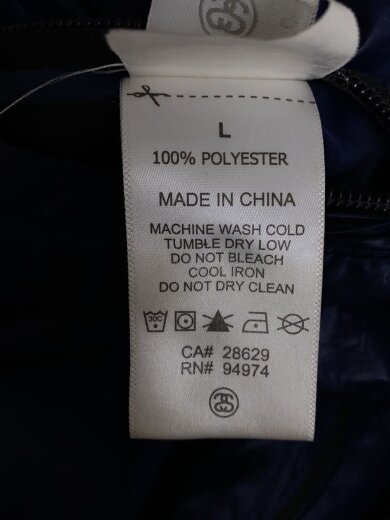 L
100% POLYESTER
MADE IN CHINA
MACHINE WASH COLD
TUMBLE DRY LOW
DO NOT BLEACH
COOL IRON
DO NOT DRY CLEAN
30C
CA# 28629
RN# 94974